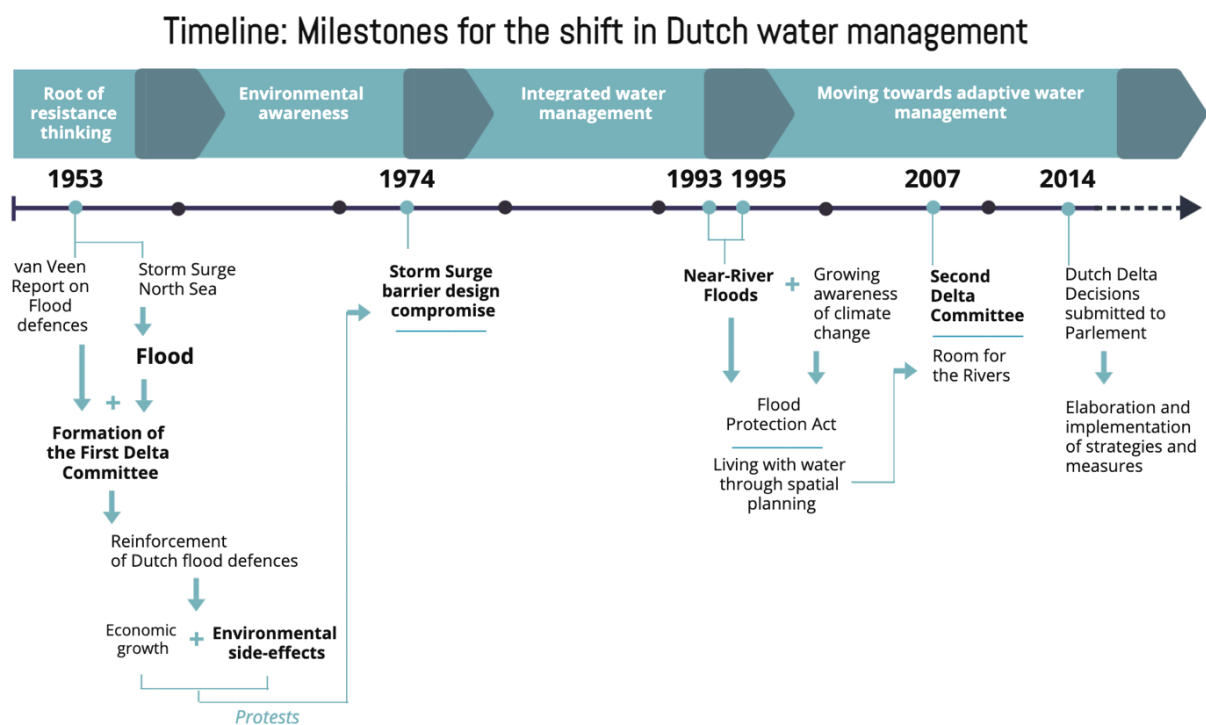 Timeline: Milestones for the shift in Dutch water management
Root of
resistance
thinking
Environmental
awareness
Integrated water
management
Moving towards adaptive water
management
1953
1974
1993
1995
2007
2014
van Veen
Report on
Flood
defences
Storm Surge
North Sea
Flood
+
Formation of
the First Delta
Committee
Reinforcement
of Dutch flood defences
Economic
growth
+
Environmental
side-effects
Protests
Storm Surge
barrier design
compromise
Near-River
Floods
+
Growing
awareness
of climate
change
Flood
Protection Act
Living with water
through spatial
planning
Second
Delta
Committee
Room for
the Rivers
Dutch Delta
Decisions
submitted to
Parlement
Elaboration and
implementation
of strategies and
measures